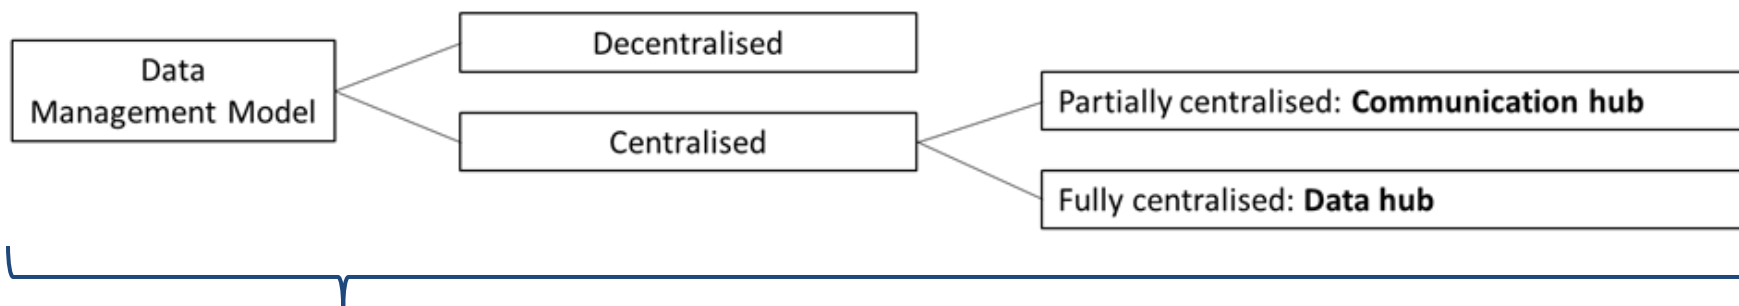 Data
Management Model
Decentralised
Centralised
Partially centralised: Communication hub
Fully centralised: Data hub